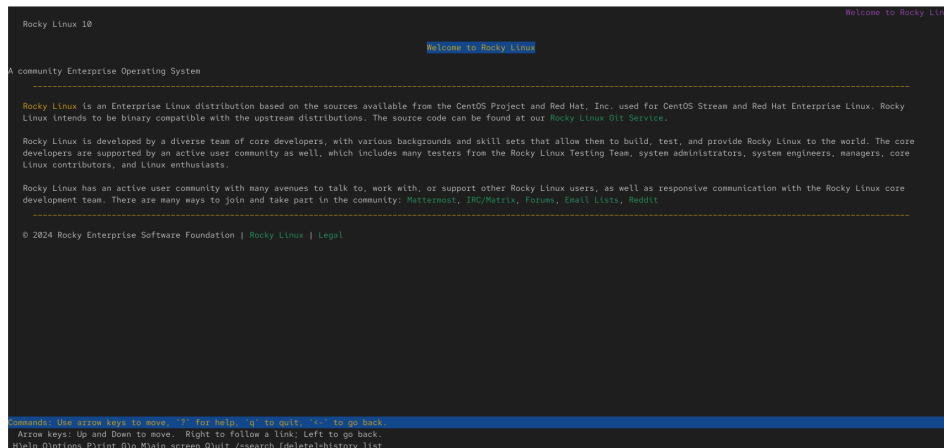 Welcome to Rocky Lin
Rocky Linux 10
Welcome to Rocky Linux
A community Enterprise Operating System
Rocky Linux is an Enterprise Linux distribution based on the sources available from the CentOS Project and Red Hat, Inc. used for CentOS Stream and Red Hat Enterprise Linux. Rocky
Linux intends to be binary compatible with the upstream distributions. The source code can be found at our Rocky Linux Git Service.
Rocky Linux is developed by a diverse team of core developers, with various backgrounds and skill sets that allow them to build, test, and provide Rocky Linux to the world. The core
developers are supported by an active user community as well, which includes many testers from the Rocky Linux Testing Team, system administrators, system engineers, managers, core
Linux contributors, and Linux enthusiasts.
Rocky Linux has an active user community with many avenues to talk to, work with, or support other Rocky Linux users, as well as responsive communication with the Rocky Linux core
development team. There are many ways to join and take part in the community: Mattermost, IRC/Matrix, Forums, Email Lists, Reddit
© 2024 Rocky Enterprise Software Foundation | Rocky Linux | Legal
Commands: Use arrow keys to move, '?' for help, 'q' to quit, '<-' to go back.
Arrow keys: Up and Down to move. Right to follow a link; Left to go back.
H)elp O)ptions P)rint G)o M)ain screen Q)uit /=search [delete]=history list